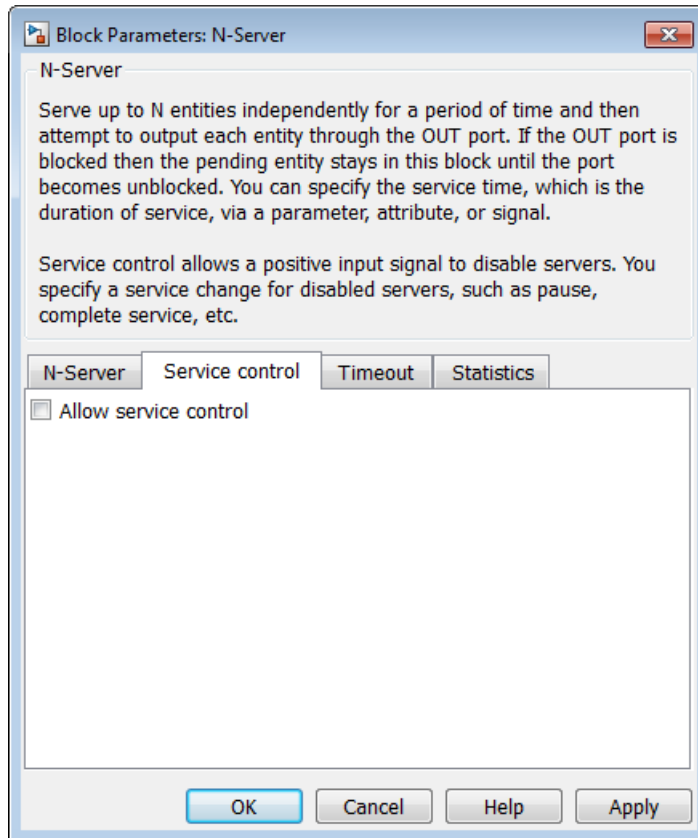 Block Parameters: N-Server
N-Server
Serve up to N entities independently for a period of time and then
attempt to output each entity through the OUT port. If the OUT port is
blocked then the pending entity stays in this block until the port
becomes unblocked. You can specify the service time, which is the
duration of service, via a parameter, attribute, or signal.
Service control allows a positive input signal to disable servers. You
specify a service change for disabled servers, such as pause,
complete service, etc.
N-Server Service control Timeout Statistics
Allow service control
OK Cancel Help Apply